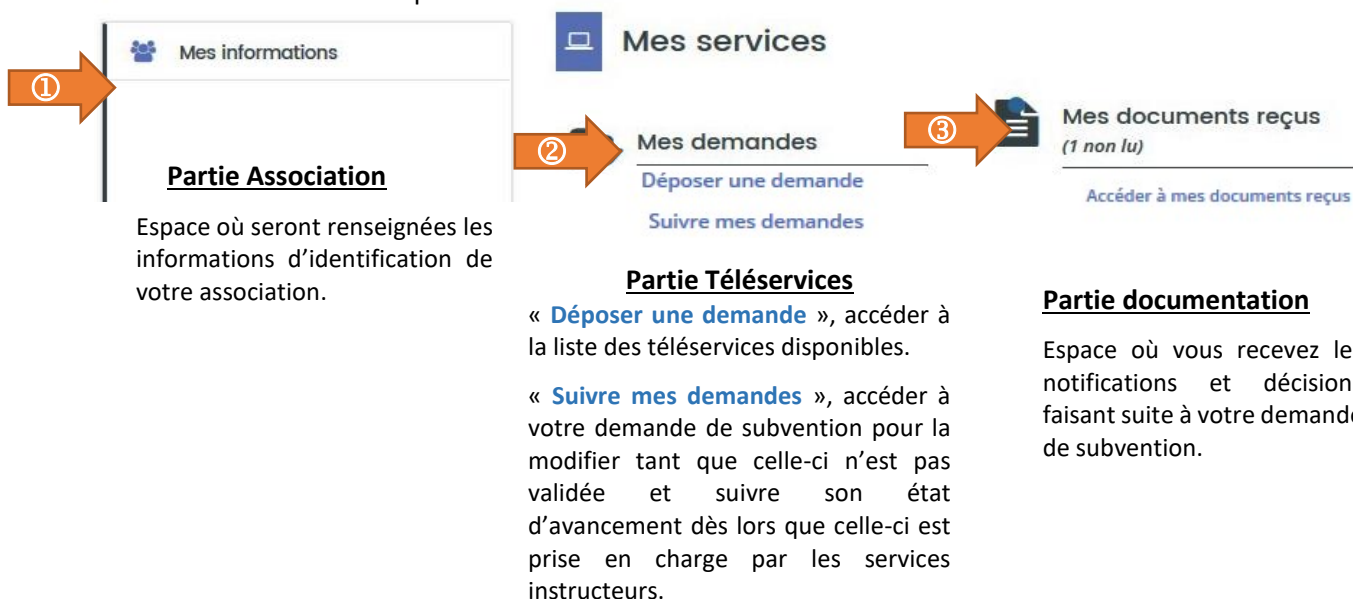 ①
Mes informations
Partie Association
Espace où seront renseignées les
informations d’identification de
votre association.
Mes services
②
Mes demandes
Déposer une demande
Suivre mes demandes
Partie Téléservices
« Déposer une demande », accéder à
la liste des téléservices disponibles.
« Suivre mes demandes », accéder à
votre demande de subvention pour la
modifier tant que celle-ci n’est pas
validée et suivre son état
d’avancement dès lors que celle-ci est
prise en charge par les services
instructeurs.
③
Mes documents reçus
(1 non lu)
Accéder à mes documents reçus
Partie documentation
Espace où vous recevez le
notifications et décision
faisant suite à votre demande
de subvention.